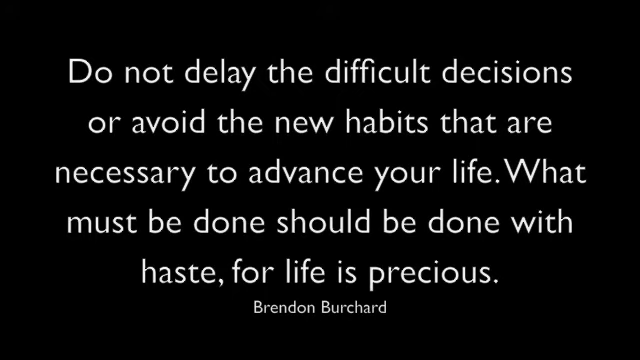 Do not delay the difficult decisions
or avoid the new habits that are
necessary to advance your life. What
must be done should be done with
haste, for life is precious.
Brendon Burchard